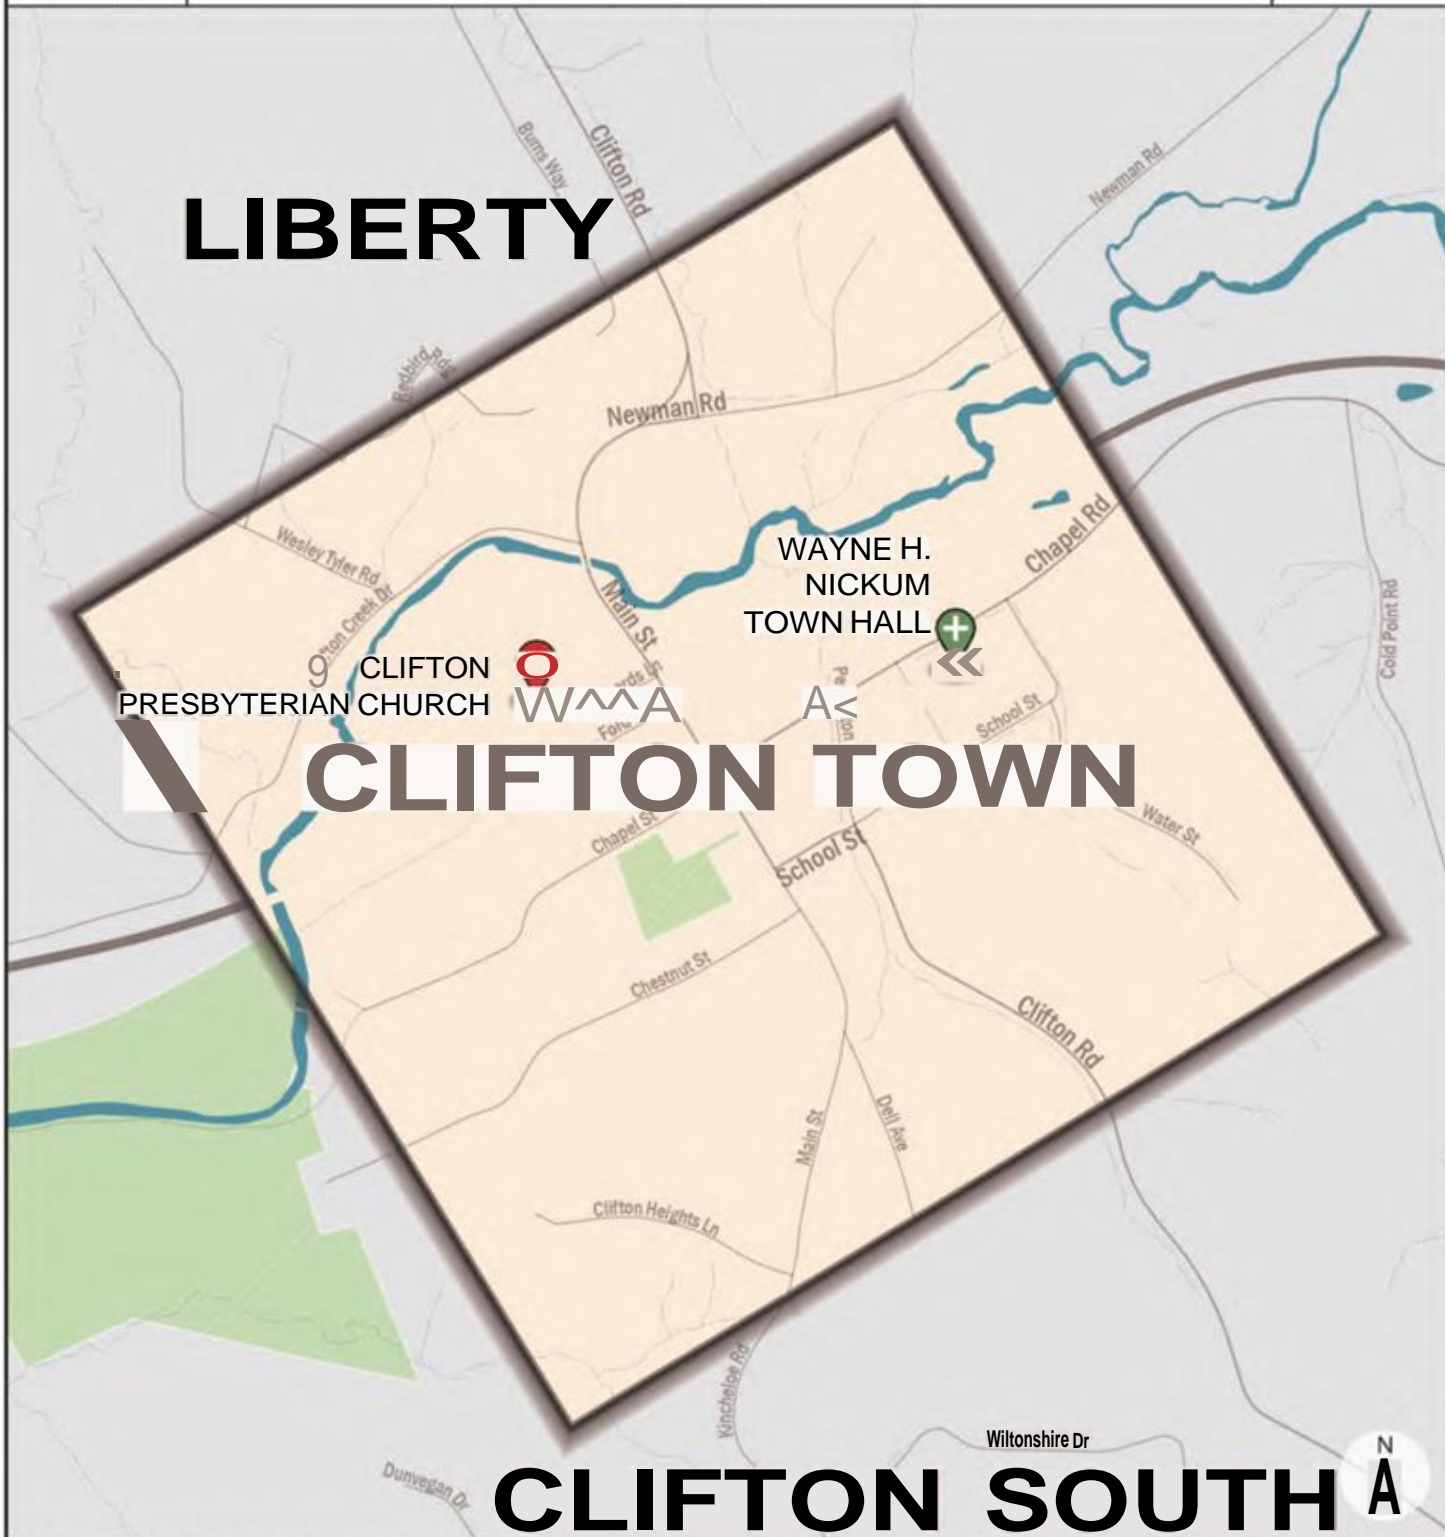 Burns Way
Clifton Rd
Newman Rd
LIBERTY
Redbird Rdg
Newman Rd
Chapel Rd
WAYNE H.
NICKUM
TOWN HALL
Wesley Tyler Rd
Main St
Cold Point Rd
9 CLIFTON
PRESBYTERIAN CHURCH
O
W^^A
A<
«
School St
\ CLIFTON TOWN
Chapel St
School St
Water St
Chestnut St
Clifton Rd
Main St
Dell Ave
Clifton Heights Ln
Kincheloe Rd
Dunvegan Dr
Wiltonshire Dr
CLIFTON SOUTH
N
A